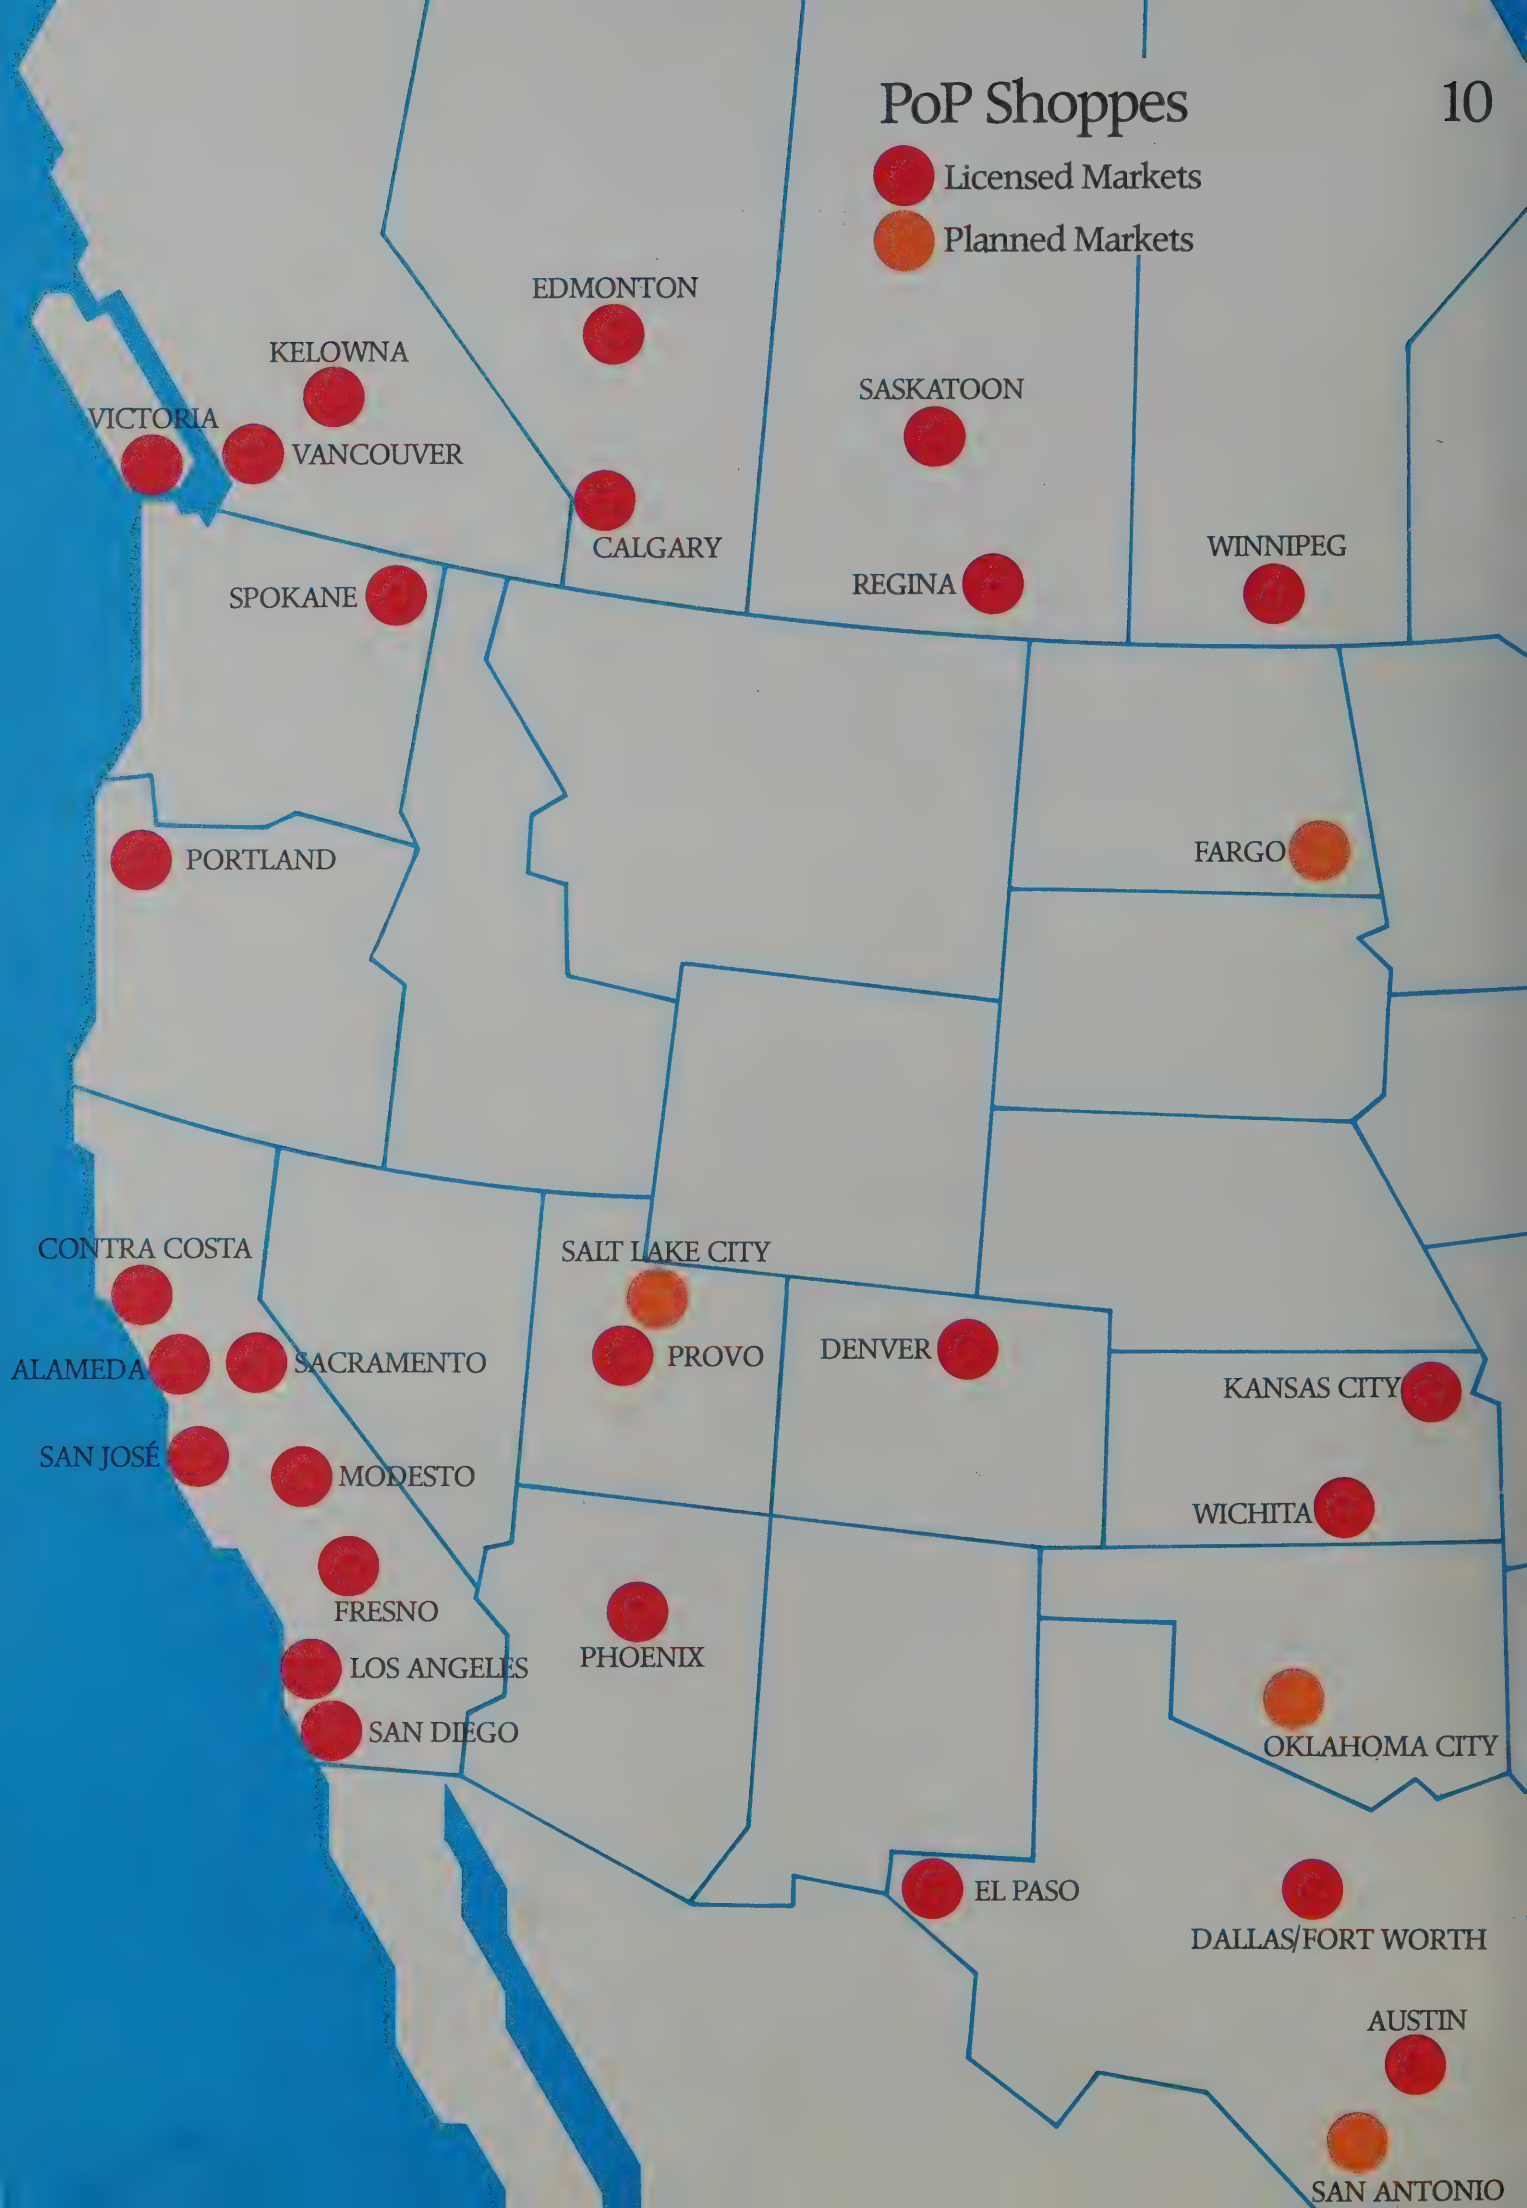 PoP Shoppes
10
Licensed Markets
Planned Markets
EDMONTON
KELOWNA
SASKATOON
VICTORIA
VANCOUVER
CALGARY
WINNIPEG
REGINA
SPOKANE
FARGO
PORTLAND
CONTRA COSTA
SALT LAKE CITY
DENVER
PROVO
ALAMEDA
SACRAMENTO
KANSAS CITY
SAN JOSÉ
MODESTO
WICHITA
FRESNO
PHOENIX
LOS ANGELES
SAN DIEGO
OKLAHOMA CITY
EL PASO
DALLAS/FORT WORTH
AUSTIN
SAN ANTONIO